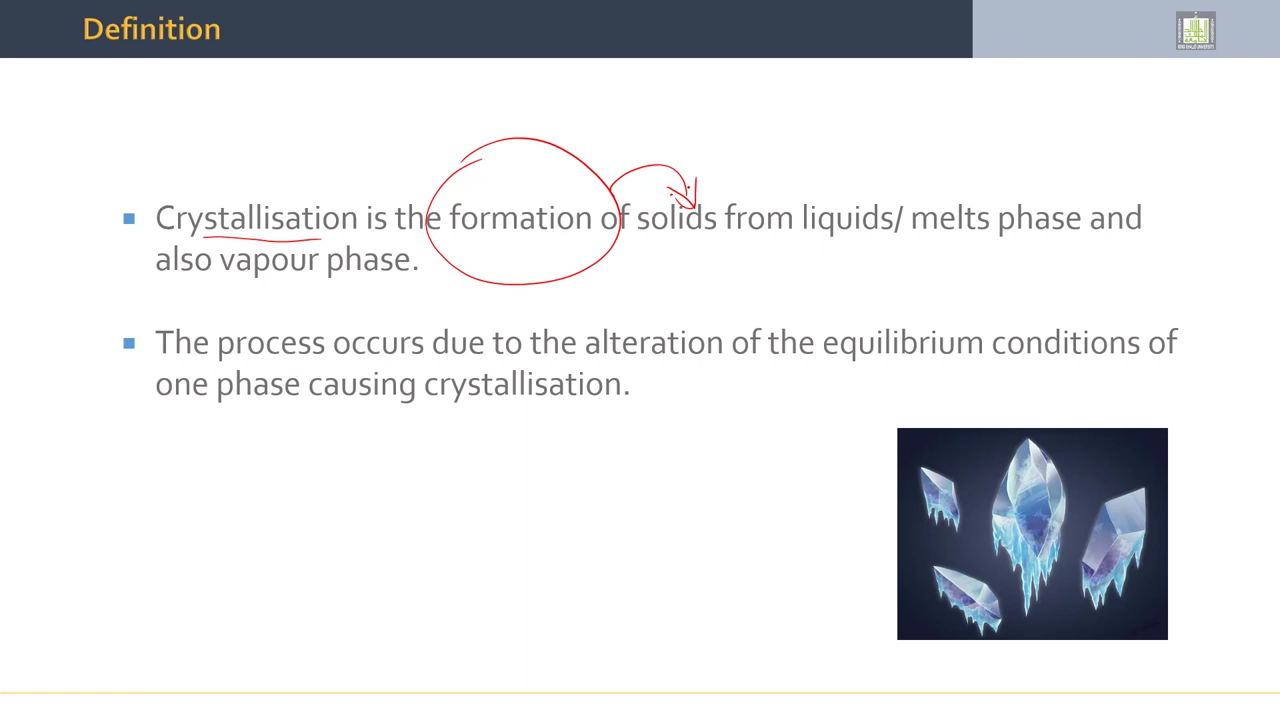 Definition
Crystallisation is the formation of solids from liquids/ melts phase and
also vapour phase.
The process occurs due to the alteration of the equilibrium conditions of
one phase causing crystallisation.